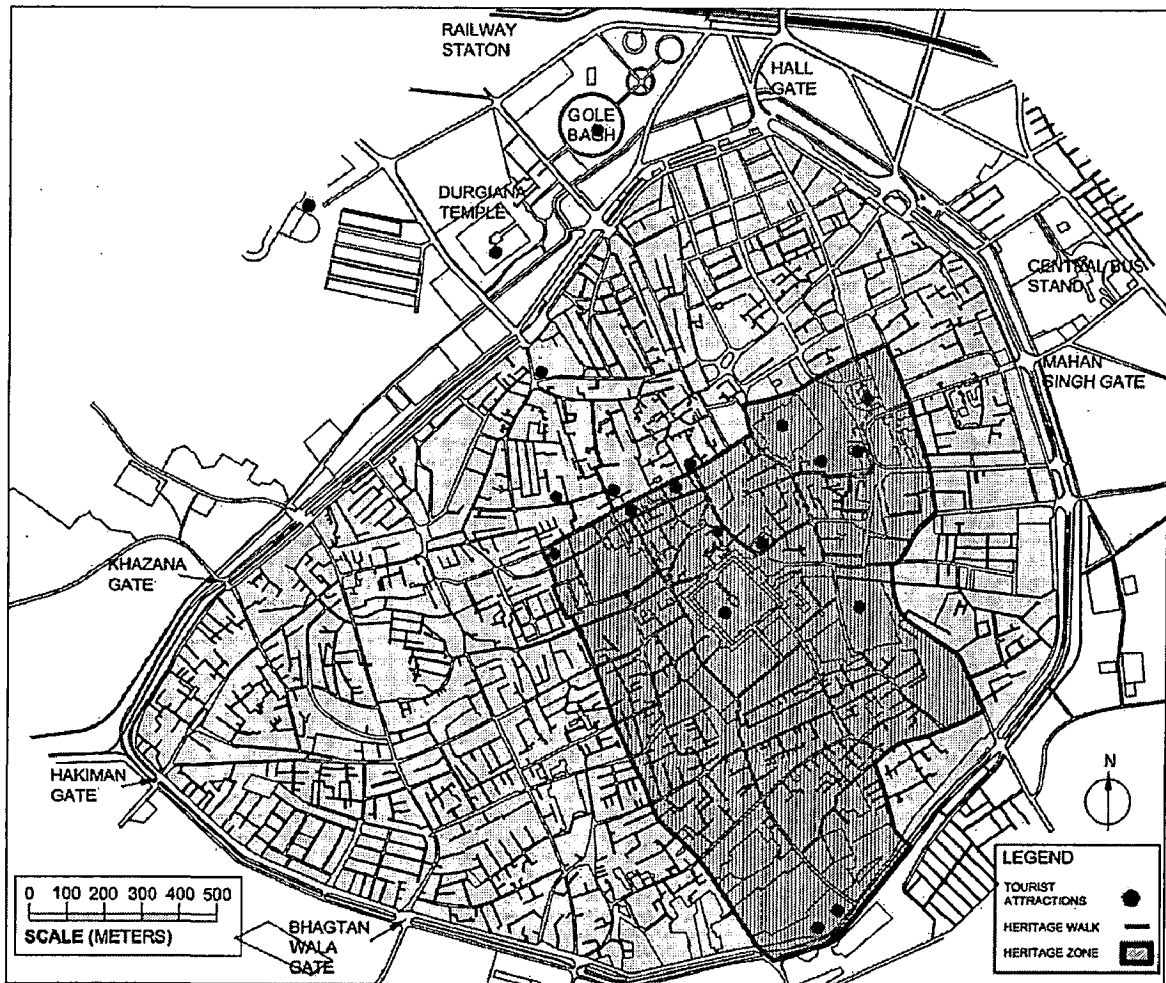 RAILWAY
STATON
HALL
GATE
GOLE
BAGH
DURGIANA
TEMPLE
CENTRAL BUS
STAND
MAHAN
SINGH GATE
KHAZANA
GATE
HAKIMAN
GATE
N
LEGEND
TOURIST
ATTRACTIONS
HERITAGE WALK
HERITAGE ZONE
0 100 200 300 400 500
SCALE (METERS)
BHAGTAN
WALA
GATE